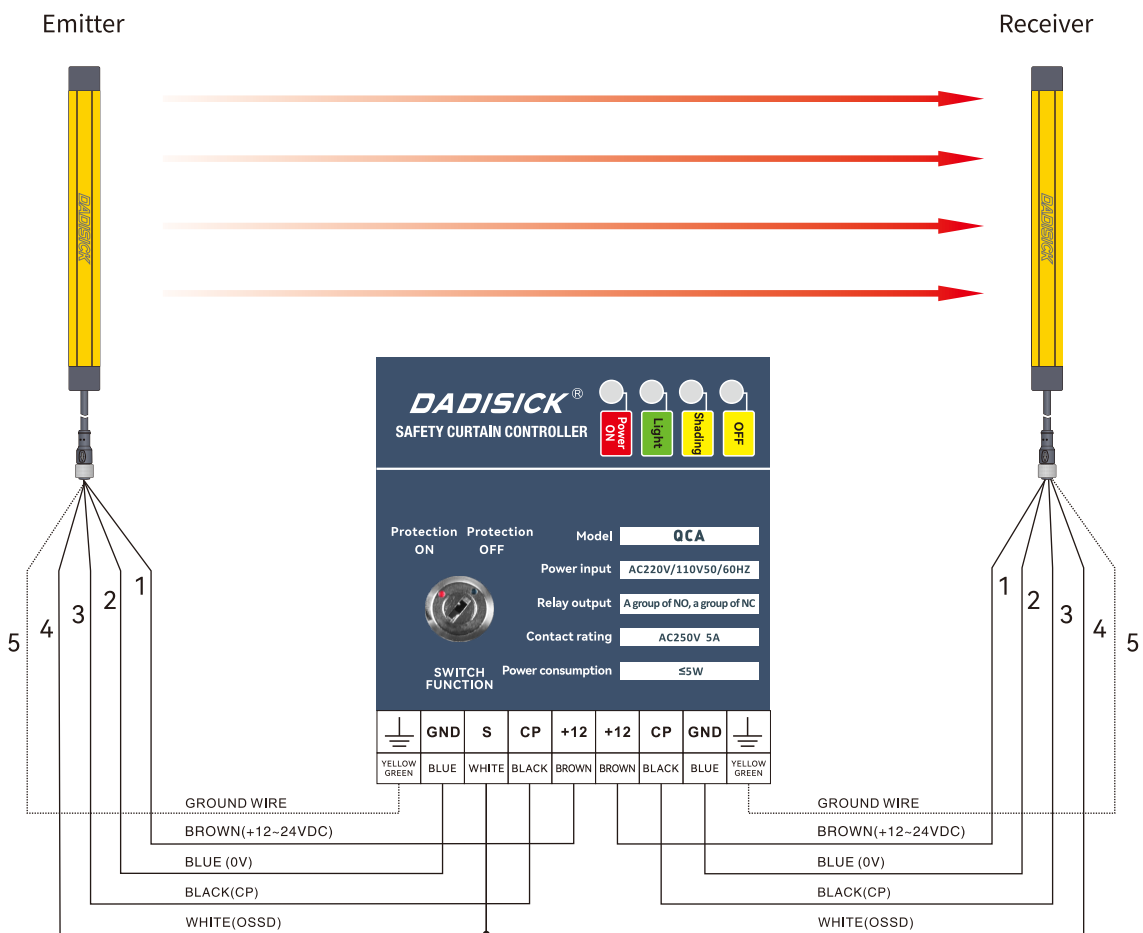 Emitter
Receiver
DADISICK
DADISICK
DADISICK®
SAFETY CURTAIN CONTROLLER
Power ON
Light
Shading
OFF
Protection ON
Protection OFF
SWITCH FUNCTION
Model QCA
Power input AC220V/110V50/60HZ
Relay output A group of NO, a group of NC
Contact rating AC250V 5A
Power consumption ≤5W
5 4 3 2 1
1 2 3 4 5
GND S CP +12 +12 CP GND
YELLOW GREEN BLUE WHITE BLACK BROWN BROWN BLACK BLUE YELLOW GREEN
GROUND WIRE
BROWN(+12~24VDC)
BLUE (0V)
BLACK(CP)
WHITE(OSSD)
GROUND WIRE
BROWN(+12~24VDC)
BLUE (0V)
BLACK(CP)
WHITE(OSSD)